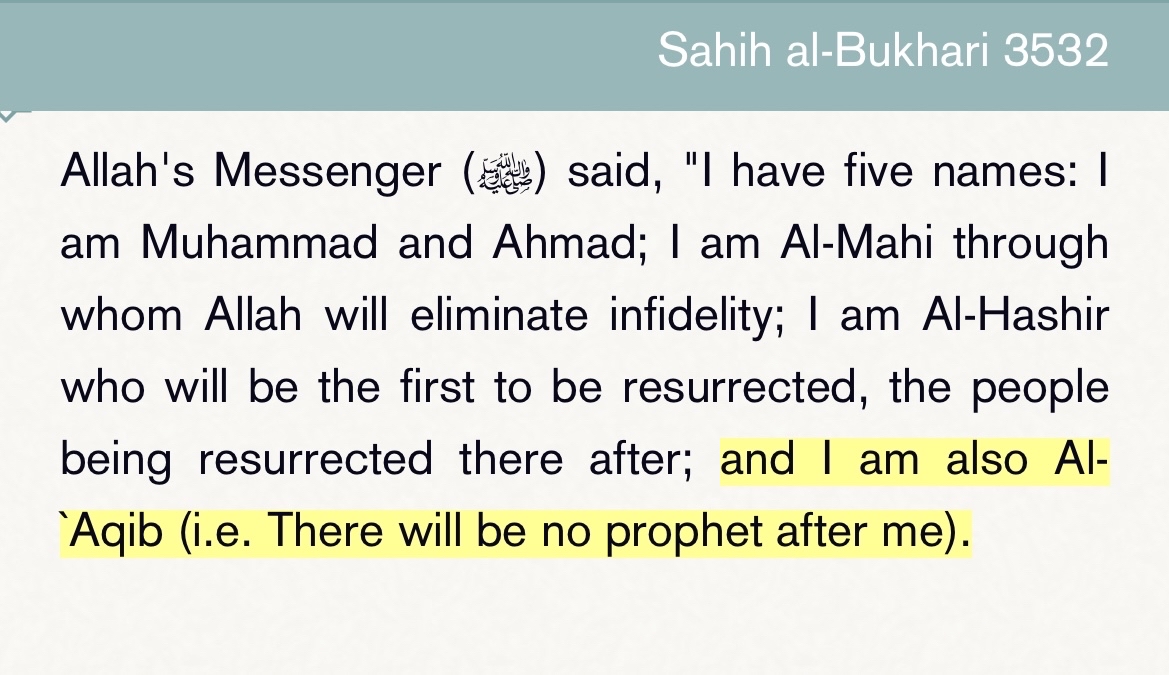 Sahih al-Bukhari 3532
Allah's Messenger (ﷺ) said, "I have five names: I
am Muhammad and Ahmad; I am Al-Mahi through
whom Allah will eliminate infidelity; I am Al-Hashir
who will be the first to be resurrected, the people
being resurrected there after; and I am also Al-
`Aqib (i.e. There will be no prophet after me).